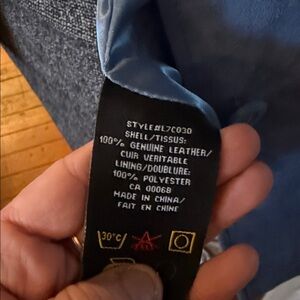 STYLE#L7C030
SHELL/TISSUS:
100% GENUINE LEATHER/
CUIR VERITABLE
LINING/DOUBLURE:
100% POLYESTER
CA 00068
MADE IN CHINA/
FAIT EN CHINE
30°C